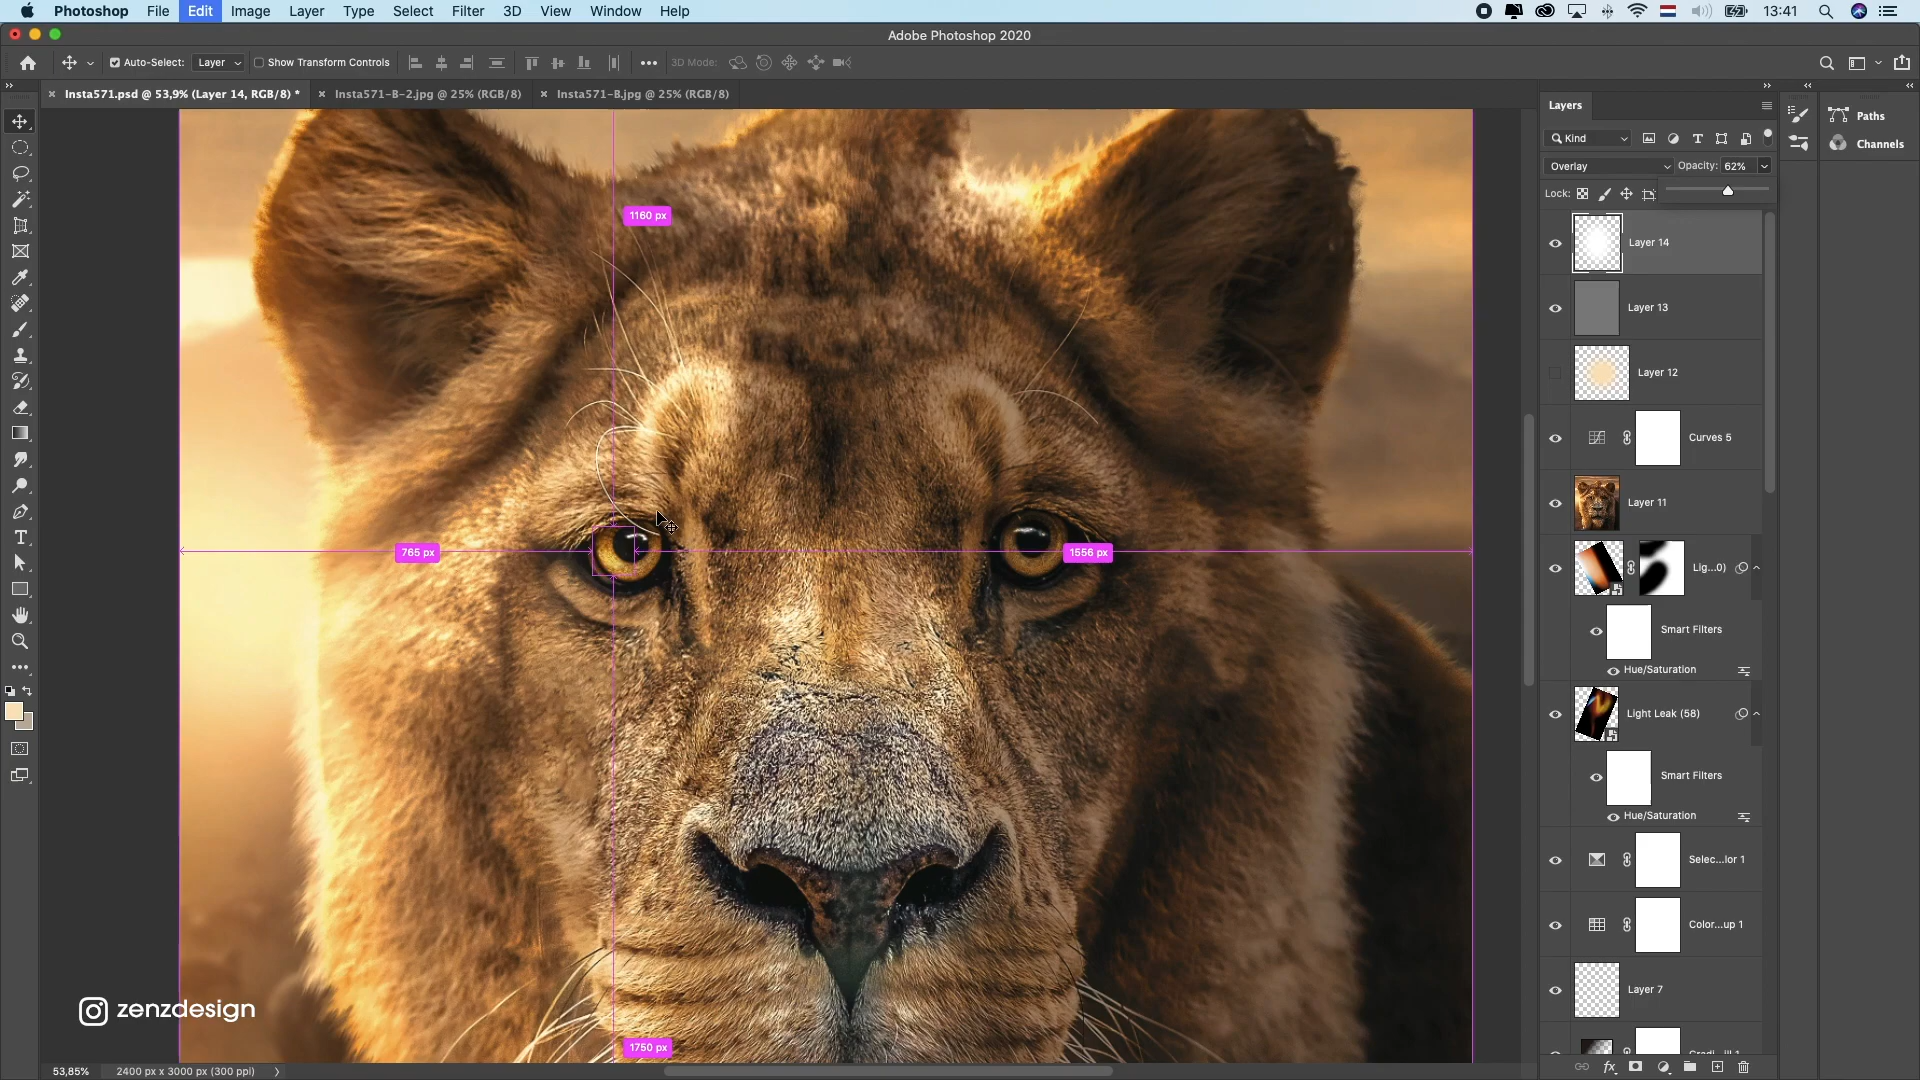 Photoshop File Edit Image Layer Type Select Filter 3D View Window Help 13:41
Adobe Photoshop 2020
Auto-Select: Layer Show Transform Controls 3D Mode:
Insta571.psd @ 53,9% (Layer 14, RGB/8) * Insta571-B-2.jpg @ 25% (RGB/8) Insta571-B.jpg @ 25% (RGB/8)
Layers
Paths
Channels
Kind
Overlay Opacity: 62%
Lock:
Layer 14
Layer 13
Layer 12
Curves 5
Layer 11
Lig...0)
Smart Filters
Hue/Saturation
Light Leak (58)
Smart Filters
Hue/Saturation
Selec...lor 1
Color...up 1
Layer 7
1160 px
765 px
1556 px
1750 px
zenzdesign
53,85% 2400 px x 3000 px (300 ppi)